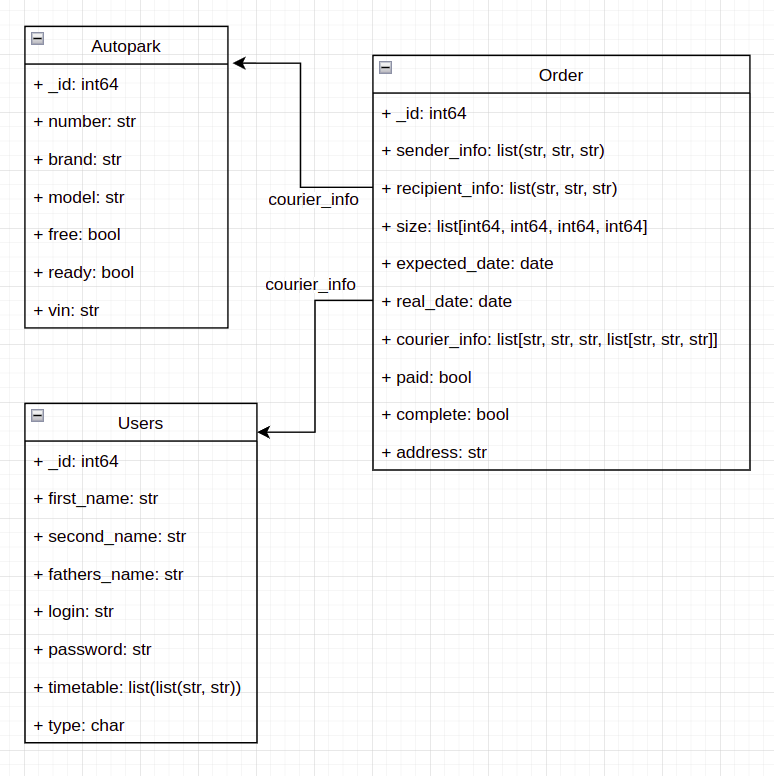 Autopark
+ _id: int64
+ number: str
+ brand: str
+ model: str
+ free: bool
+ ready: bool
+ vin: str
Order
+ _id: int64
+ sender_info: list(str, str, str)
+ recipient_info: list(str, str, str)
+ size: list[int64, int64, int64, int64]
+ expected_date: date
+ real_date: date
+ courier_info: list[str, str, str, list[str, str, str]]
+ paid: bool
+ complete: bool
+ address: str
courier_info
courier_info
Users
+ _id: int64
+ first_name: str
+ second_name: str
+ fathers_name: str
+ login: str
+ password: str
+ timetable: list(list(str, str))
+ type: char